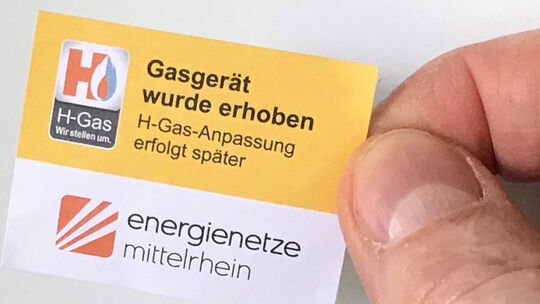 H
H-Gas
Wir stellen um.
Gasgerät
wurde erhoben
H-Gas-Anpassung
erfolgt später
energienetze
mittelrhein